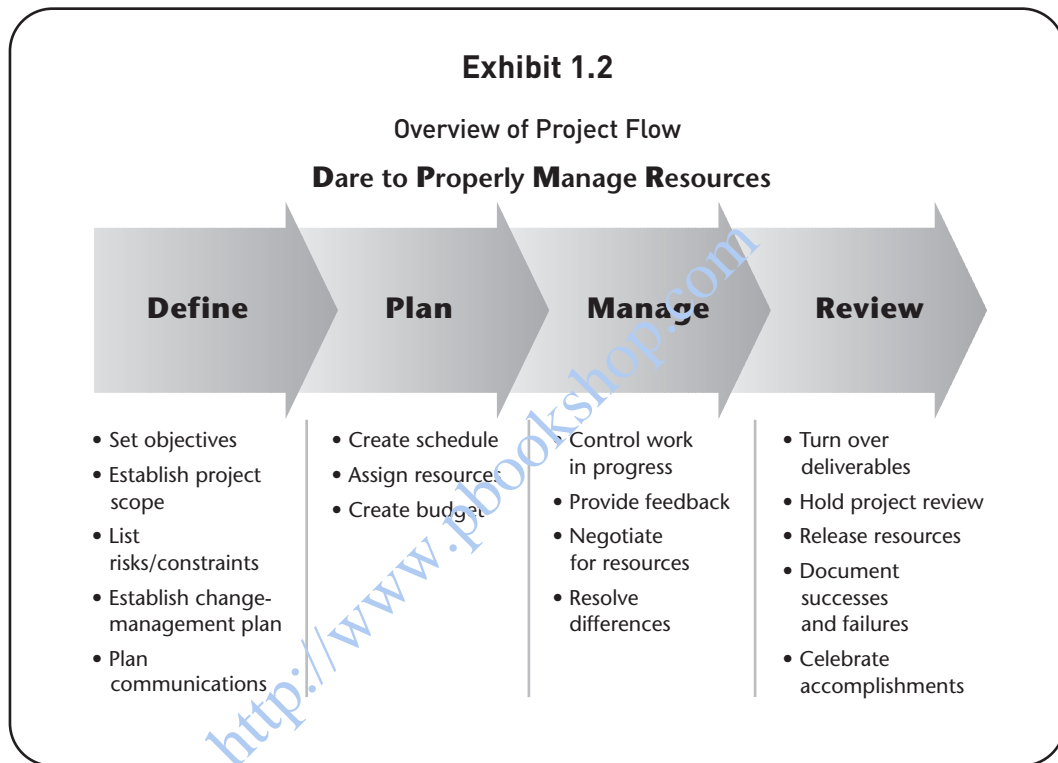 Exhibit 1.2
Overview of Project Flow
Dare to Properly Manage Resources
Define
Plan
Manage
Review
• Set objectives
• Establish project
scope
• List
risks/constraints
• Establish change-
management plan
• Plan
communications
• Create schedule
• Assign resources
• Create budget
• Control work
in progress
• Provide feedback
• Negotiate
for resources
• Resolve
differences
• Turn over
deliverables
• Hold project review
• Release resources
• Document
successes
and failures
• Celebrate
accomplishments
http://www.pbookshop.com